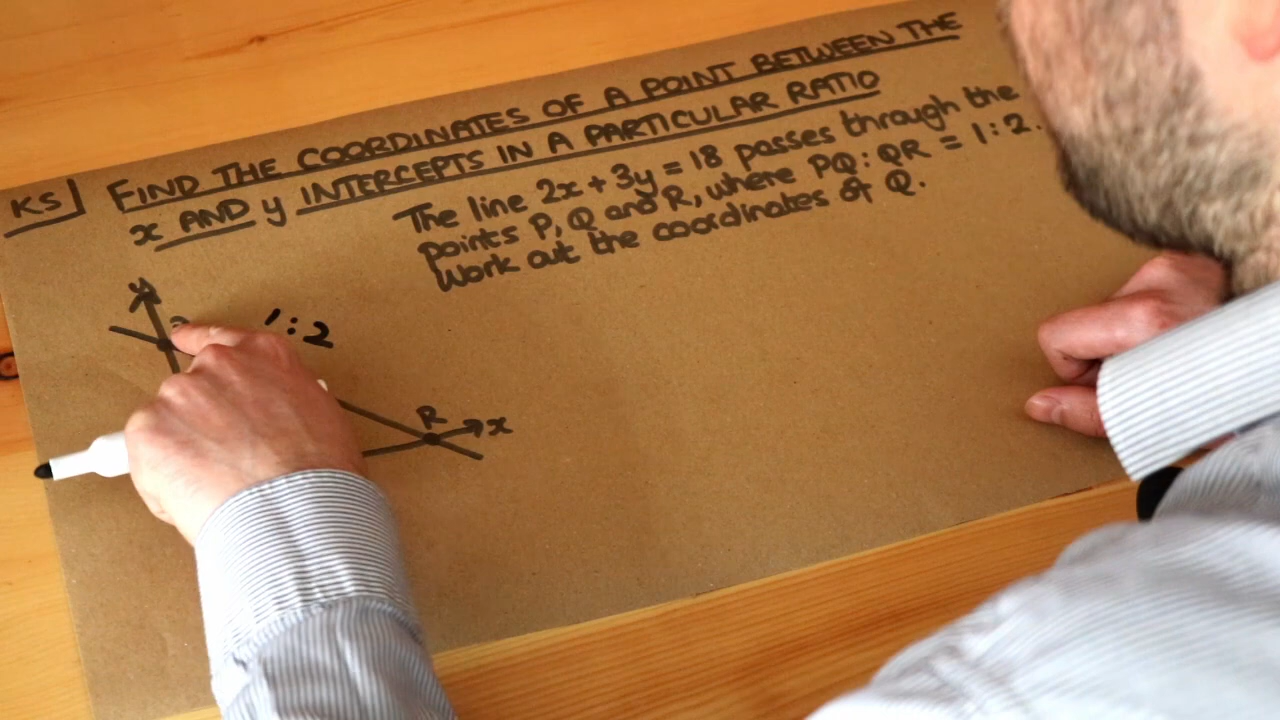 KS
FIND THE COORDINATES OF A POINT BETWEEN THE
x AND y INTERCEPTS IN A PARTICULAR RATIO
The line 2x + 3y = 18 passes through the
points P, Q and R, where PQ : QR = 1 : 2.
Work out the coordinates of Q.
y
1 : 2
R
x